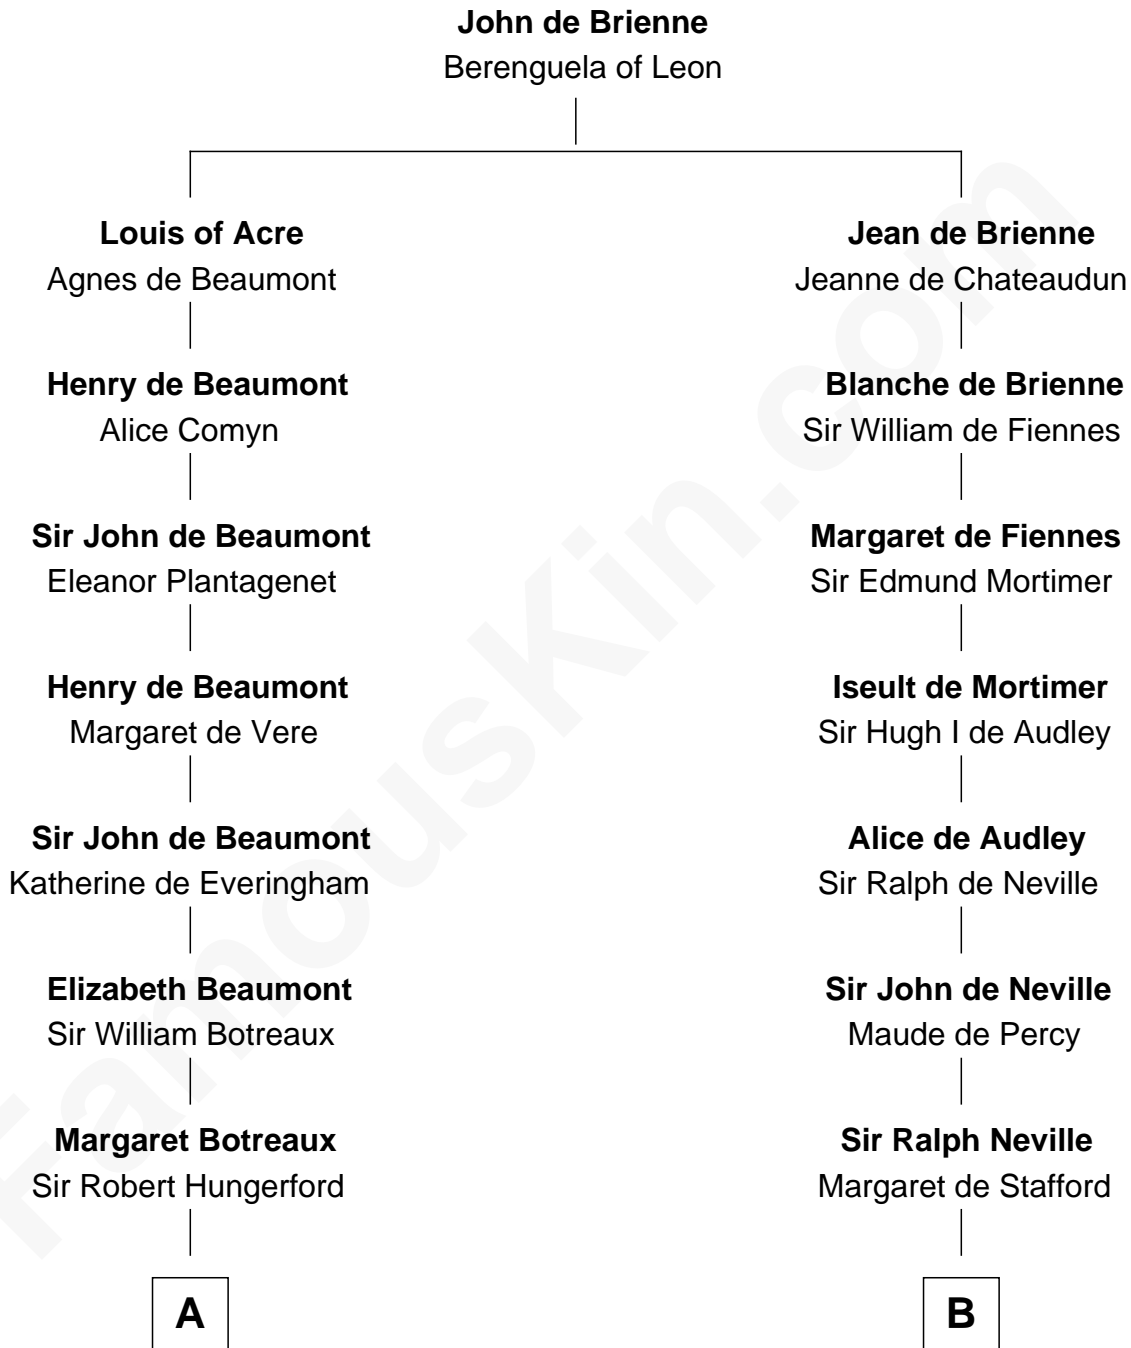 John de Brienne
Berenguela of Leon
Louis of Acre
Agnes de Beaumont
Jean de Brienne
Jeanne de Chateaudun
Henry de Beaumont
Alice Comyn
Blanche de Brienne
Sir William de Fiennes
Sir John de Beaumont
Eleanor Plantagenet
Margaret de Fiennes
Sir Edmund Mortimer
Henry de Beaumont
Margaret de Vere
Iseult de Mortimer
Sir Hugh I de Audley
Sir John de Beaumont
Katherine de Everingham
Alice de Audley
Sir Ralph de Neville
Elizabeth Beaumont
Sir William Botreaux
Sir John de Neville
Maude de Percy
Margaret Botreaux
Sir Robert Hungerford
Sir Ralph Neville
Margaret de Stafford
A
B
FamousKin.com